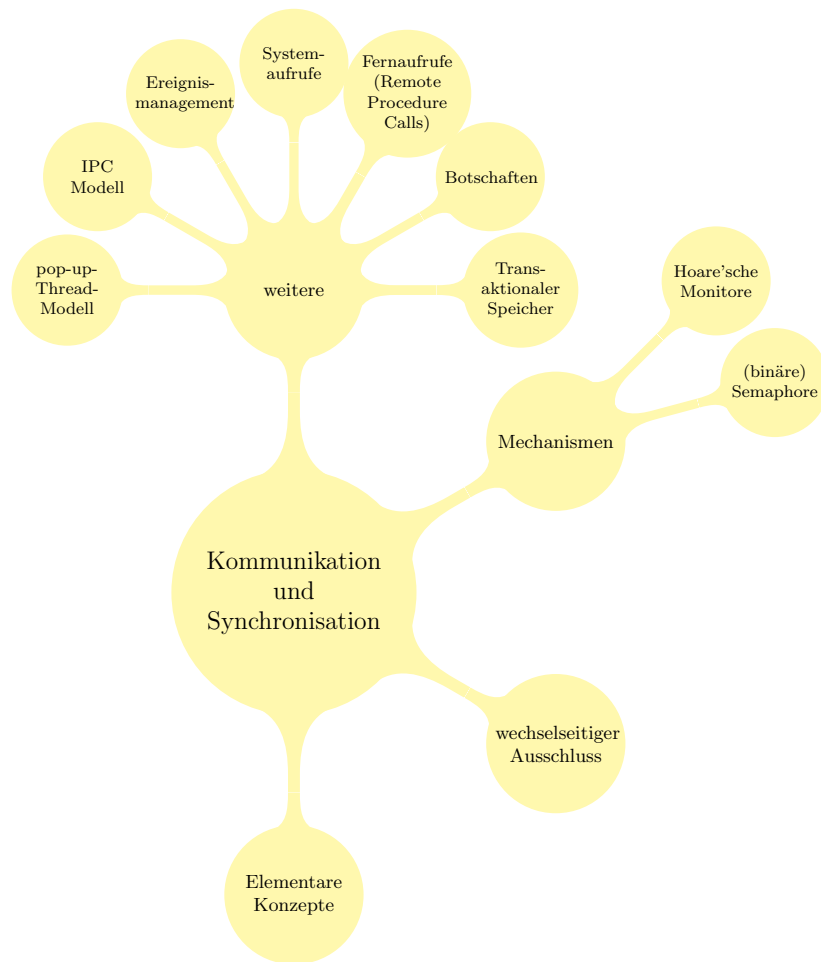 System-
aufrufe
Fernaufrufe
(Remote
Procedure
Calls)
Ereignis-
management
IPC
Modell
Botschaften
pop-up-
Thread-
Modell
weitere
Trans-
aktionaler
Speicher
Hoare'sche
Monitore
(binäre)
Semaphore
Mechanismen
Kommunikation
und
Synchronisation
wechselseitiger
Ausschluss
Elementare
Konzepte